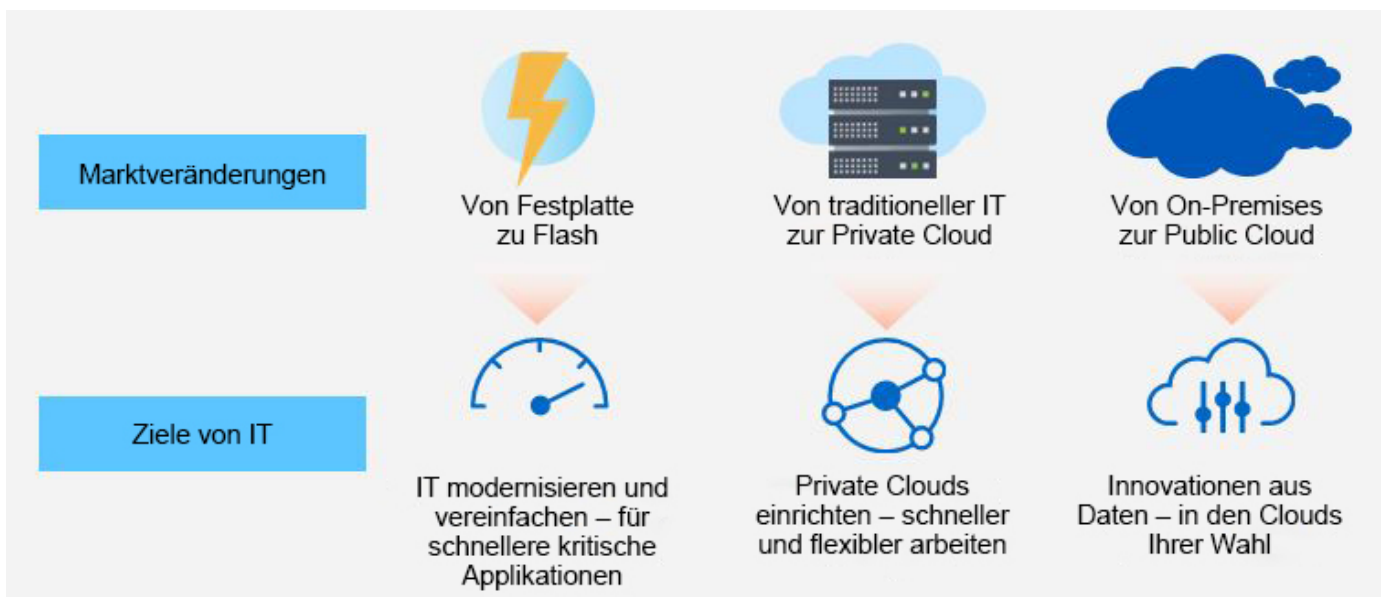 Marktveränderungen
Von Festplatte
zu Flash
Von traditioneller IT
zur Private Cloud
Von On-Premises
zur Public Cloud
Ziele von IT
IT modernisieren und
vereinfachen – für
schnellere kritische
Applikationen
Private Clouds
einrichten – schneller
und flexibler arbeiten
Innovationen aus
Daten – in den Clouds
Ihrer Wahl